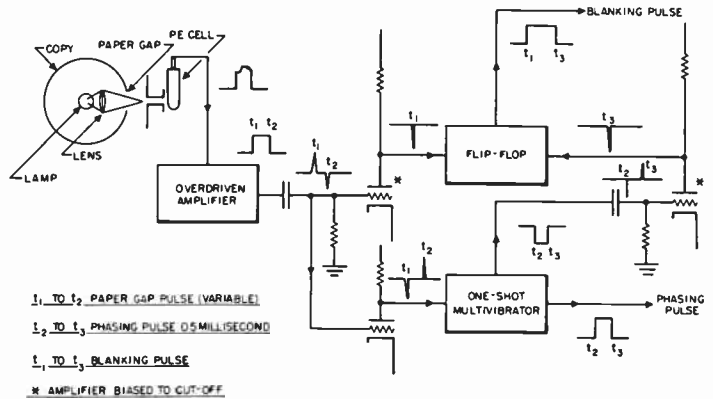 BLANKING PULSE
PE CELL
PAPER GAP
COPY
t₁ t₃
t₁ t₂
t₁
t₃
LENS
LAMP
t₁
t₂
FLIP-FLOP
*
OVERDRIVEN
AMPLIFIER
t₂ t₃
*
t₂ t₃
t₁ t₂
ONE-SHOT
MULTIVIBRATOR
PHASING
PULSE
t₂ t₃
t₁ TO t₂ PAPER GAP PULSE (VARIABLE)
t₂ TO t₃ PHASING PULSE 0.5 MILLISECOND
t₁ TO t₃ BLANKING PULSE
* AMPLIFIER BIASED TO CUT-OFF